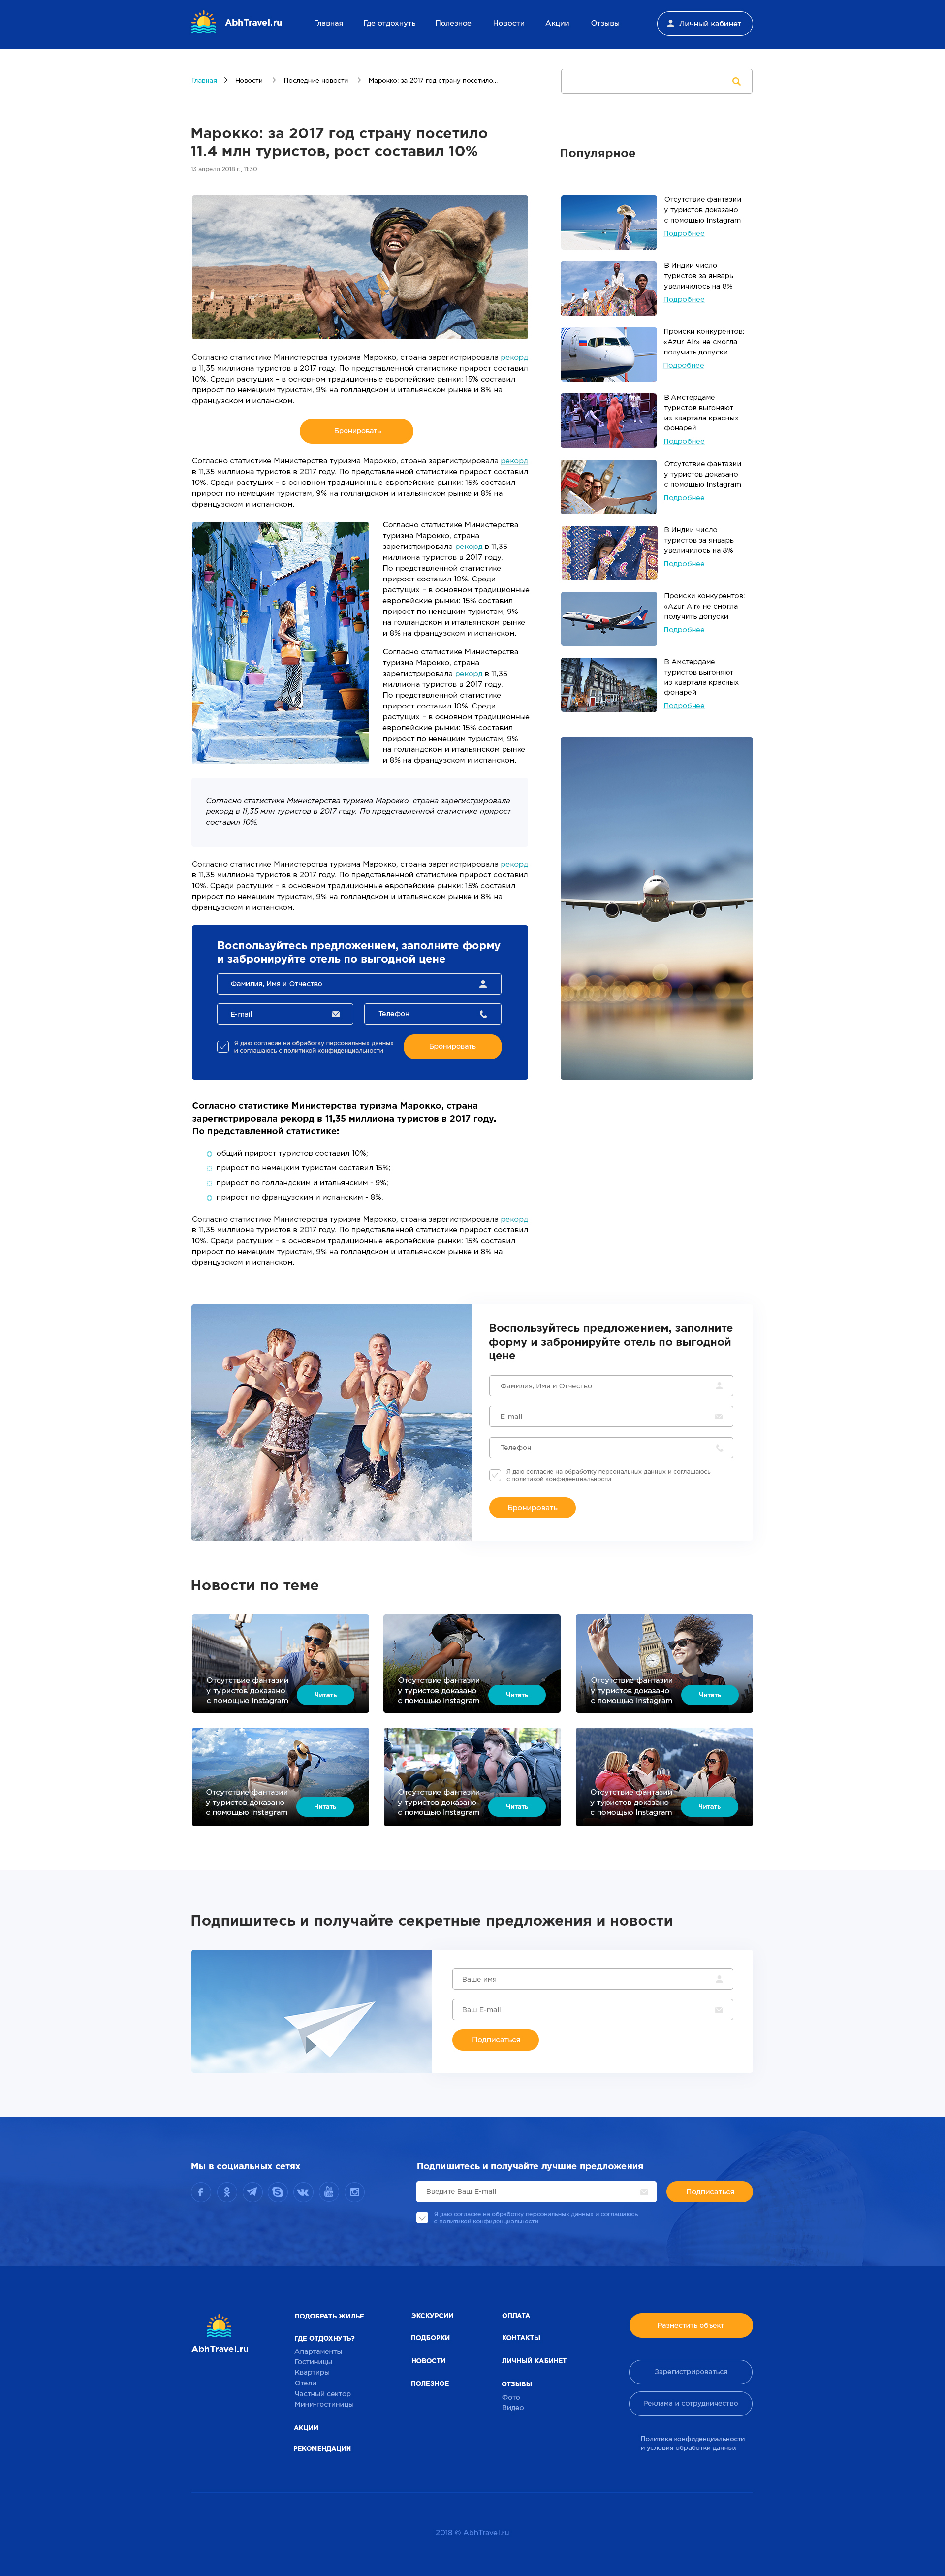 AbhTravel.ru
Главная
Где отдохнуть
Полезное
Новости
Акции
Отзывы
Личный кабинет
Главная
Новости
Последние новости
Марокко: за 2017 год страну посетило...
Марокко: за 2017 год страну посетило
11.4 млн туристов, рост составил 10%
13 апреля 2018 г., 11:30
Согласно статистике Министерства туризма Марокко, страна зарегистрировала рекорд
в 11,35 миллиона туристов в 2017 году. По представленной статистике прирост составил
10%. Среди растущих – в основном традиционные европейские рынки: 15% составил
прирост по немецким туристам, 9% на голландском и итальянском рынке и 8% на
французском и испанском.
Бронировать
Согласно статистике Министерства туризма Марокко, страна зарегистрировала рекорд
в 11,35 миллиона туристов в 2017 году. По представленной статистике прирост составил
10%. Среди растущих – в основном традиционные европейские рынки: 15% составил
прирост по немецким туристам, 9% на голландском и итальянском рынке и 8% на
французском и испанском.
Согласно статистике Министерства
туризма Марокко, страна
зарегистрировала рекорд в 11,35
миллиона туристов в 2017 году.
По представленной статистике
прирост составил 10%. Среди
растущих – в основном традиционные
европейские рынки: 15% составил
прирост по немецким туристам, 9%
на голландском и итальянском рынке
и 8% на французском и испанском.
Согласно статистике Министерства
туризма Марокко, страна
зарегистрировала рекорд в 11,35
миллиона туристов в 2017 году.
По представленной статистике
прирост составил 10%. Среди
растущих – в основном традиционные
европейские рынки: 15% составил
прирост по немецким туристам, 9%
на голландском и итальянском рынке
и 8% на французском и испанском.
Согласно статистике Министерства туризма Марокко, страна зарегистрировала
рекорд в 11,35 млн туристов в 2017 году. По представленной статистике прирост
составил 10%.
Согласно статистике Министерства туризма Марокко, страна зарегистрировала рекорд
в 11,35 миллиона туристов в 2017 году. По представленной статистике прирост составил
10%. Среди растущих – в основном традиционные европейские рынки: 15% составил
прирост по немецким туристам, 9% на голландском и итальянском рынке и 8% на
французском и испанском.
Воспользуйтесь предложением, заполните форму
и забронируйте отель по выгодной цене
Фамилия, Имя и Отчество
E-mail
Телефон
Я даю согласие на обработку персональных данных
и соглашаюсь с политикой конфиденциальности
Бронировать
Согласно статистике Министерства туризма Марокко, страна
зарегистрировала рекорд в 11,35 миллиона туристов в 2017 году.
По представленной статистике:
общий прирост туристов составил 10%;
прирост по немецким туристам составил 15%;
прирост по голландским и итальянским - 9%;
прирост по французским и испанским - 8%.
Согласно статистике Министерства туризма Марокко, страна зарегистрировала рекорд
в 11,35 миллиона туристов в 2017 году. По представленной статистике прирост составил
10%. Среди растущих – в основном традиционные европейские рынки: 15% составил
прирост по немецким туристам, 9% на голландском и итальянском рынке и 8% на
французском и испанском.
Популярное
Отсутствие фантазии
у туристов доказано
с помощью Instagram
Подробнее
В Индии число
туристов за январь
увеличилось на 8%
Подробнее
Происки конкурентов:
«Azur Air» не смогла
получить допуски
Подробнее
В Амстердаме
туристов выгоняют
из квартала красных
фонарей
Подробнее
Отсутствие фантазии
у туристов доказано
с помощью Instagram
Подробнее
В Индии число
туристов за январь
увеличилось на 8%
Подробнее
Происки конкурентов:
«Azur Air» не смогла
получить допуски
Подробнее
В Амстердаме
туристов выгоняют
из квартала красных
фонарей
Подробнее
Воспользуйтесь предложением, заполните
форму и забронируйте отель по выгодной
цене
Фамилия, Имя и Отчество
E-mail
Телефон
Я даю согласие на обработку персональных данных и соглашаюсь
с политикой конфиденциальности
Бронировать
Новости по теме
Отсутствие фантазии
у туристов доказано
с помощью Instagram
Читать
Отсутствие фантазии
у туристов доказано
с помощью Instagram
Читать
Отсутствие фантазии
у туристов доказано
с помощью Instagram
Читать
Отсутствие фантазии
у туристов доказано
с помощью Instagram
Читать
Отсутствие фантазии
у туристов доказано
с помощью Instagram
Читать
Отсутствие фантазии
у туристов доказано
с помощью Instagram
Читать
Подпишитесь и получайте секретные предложения и новости
Ваше имя
Ваш E-mail
Подписаться
Мы в социальных сетях
Подпишитесь и получайте лучшие предложения
Введите Ваш E-mail
Подписаться
Я даю согласие на обработку персональных данных и соглашаюсь
с политикой конфиденциальности
AbhTravel.ru
ПОДОБРАТЬ ЖИЛЬЕ
ГДЕ ОТДОХНУТЬ?
Апартаменты
Гостиницы
Квартиры
Отели
Частный сектор
Мини-гостиницы
АКЦИИ
РЕКОМЕНДАЦИИ
ЭКСКУРСИИ
ПОДБОРКИ
НОВОСТИ
ПОЛЕЗНОЕ
ОПЛАТА
КОНТАКТЫ
ЛИЧНЫЙ КАБИНЕТ
ОТЗЫВЫ
Фото
Видео
Разместить объект
Зарегистрироваться
Реклама и сотрудничество
Политика конфиденциальности
и условия обработки данных
2018 © AbhTravel.ru